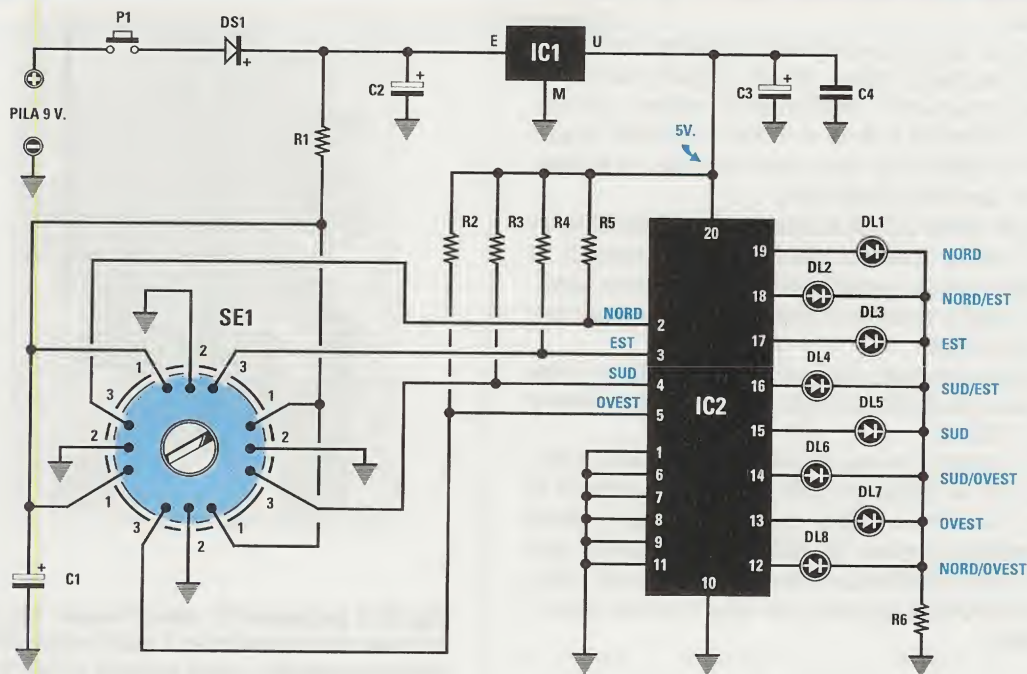 P1
DS1
+
E
IC1
U
M
C2
+
C3
+
C4
PILA 9 V.
R1
5V.
R2
R3
R4
R5
20
19
DL1
NORD
18
DL2
NORD/EST
17
DL3
EST
16
DL4
SUD/EST
15
DL5
SUD
14
DL6
SUD/OVEST
13
DL7
OVEST
12
DL8
NORD/OVEST
NORD
2
EST
3
SUD
4
OVEST
5
IC2
1
6
7
8
9
11
10
R6
SE1
1
2
3
1
2
3
1
2
3
1
2
3
C1
+